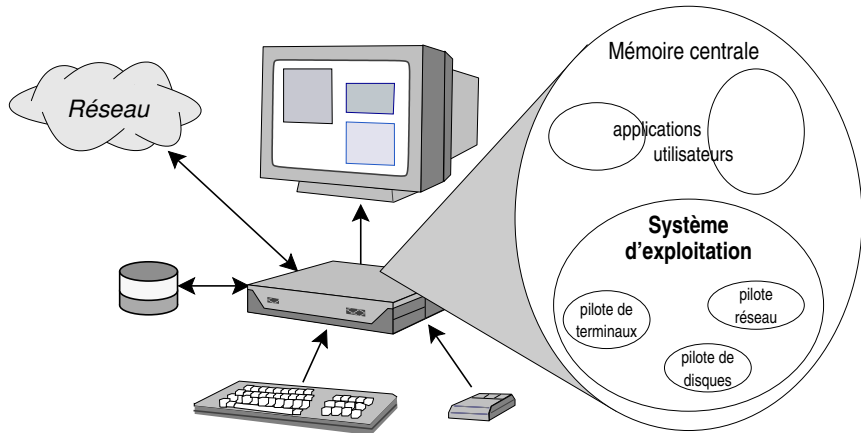 Réseau
Mémoire centrale
applications
utilisateurs
Système
d'exploitation
pilote de
terminaux
pilote
réseau
pilote de
disques